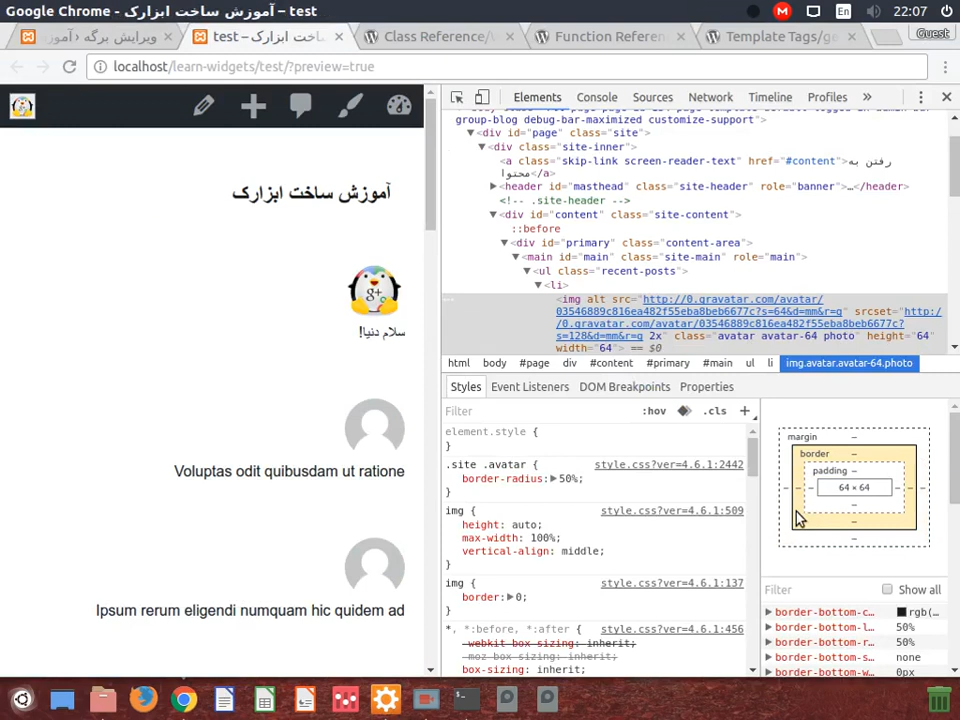 Google Chrome – آموزش ساخت ابزارک – test
En
22:07
ویرایش برگه ‹ آموز
test – آموزش ساخت ابزارک
Class Reference/
Function Referen
Template Tags/g
Guest
localhost/learn-widgets/test/?preview=true
Elements
Console
Sources
Network
Timeline
Profiles
»
group-blog debug-bar-maximized customize-support">
<div id="page" class="site">
<div class="site-inner">
<a class="skip-link screen-reader-text" href="#content">رفتن به
محتوا</a>
<header id="masthead" class="site-header" role="banner">…</header>
<!-- .site-header -->
<div id="content" class="site-content">
::before
<div id="primary" class="content-area">
<main id="main" class="site-main" role="main">
<ul class="recent-posts">
<li>
<img alt src="http://0.gravatar.com/avatar/
03546889c816ea482f55eba8beb6677c?s=64&d=mm&r=g" srcset="http:/
/0.gravatar.com/avatar/03546889c816ea482f55eba8beb6677c?
s=128&d=mm&r=g 2x" class="avatar avatar-64 photo" height="64"
width="64"> == $0
html body #page div #content #primary #main ul li img.avatar.avatar-64.photo
آموزش ساخت ابزارک
g+
سلام دنیا!
Voluptas odit quibusdam ut ratione
Ipsum rerum eligendi numquam hic quidem ad
Styles
Event Listeners
DOM Breakpoints
Properties
Filter
:hov
.cls
+
element.style {
}
.site .avatar { style.css?ver=4.6.1:2442
border-radius: 50%;
}
img { style.css?ver=4.6.1:509
height: auto;
max-width: 100%;
vertical-align: middle;
}
img { style.css?ver=4.6.1:137
border: 0;
}
*, *:before, *:after { style.css?ver=4.6.1:456
-webkit-box-sizing: inherit;
-moz-box-sizing: inherit;
box-sizing: inherit;
margin –
border –
padding –
64 × 64
Filter
Show all
border-bottom-c… rgb(…
border-bottom-l… 50%
border-bottom-r… 50%
border-bottom-s… none
border-bottom-w… 0px